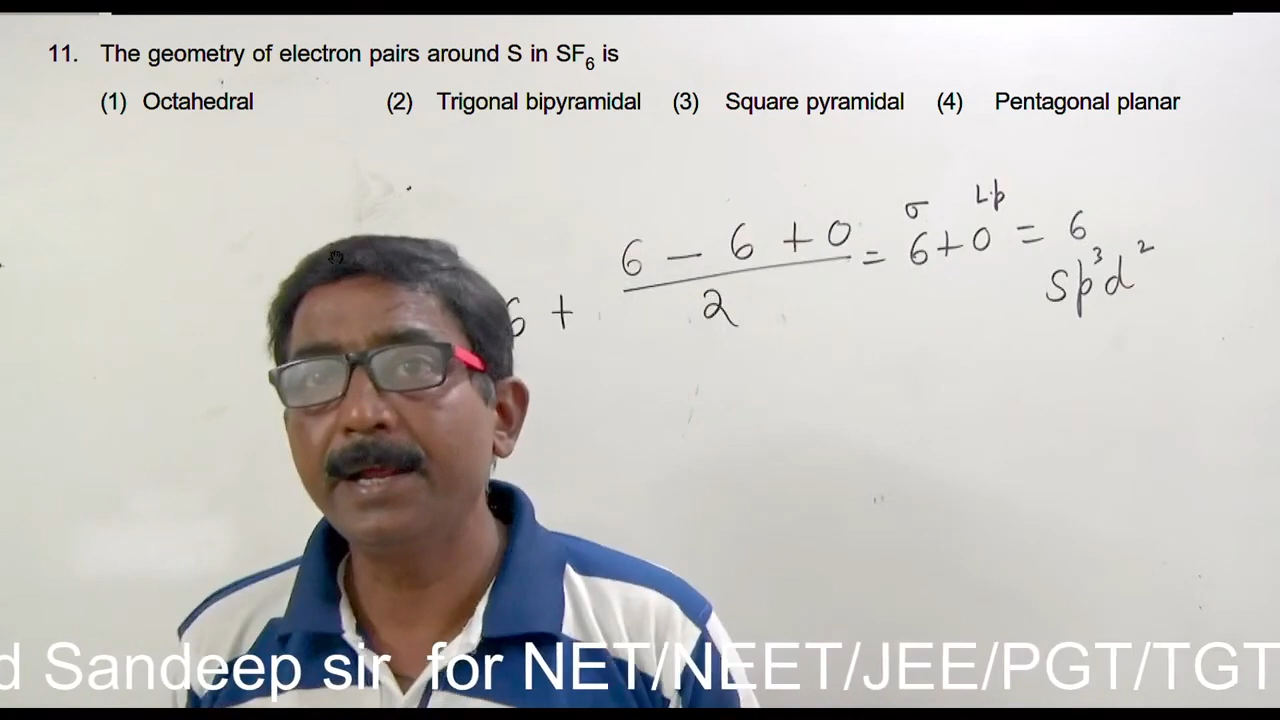 11. The geometry of electron pairs around S in SF₆ is
(1) Octahedral (2) Trigonal bipyramidal (3) Square pyramidal (4) Pentagonal planar
σ L.p
6 + (6 – 6 + 0)/2 = 6 + 0 = 6
sp³d²
d Sandeep sir for NET/NEET/JEE/PGT/TGT